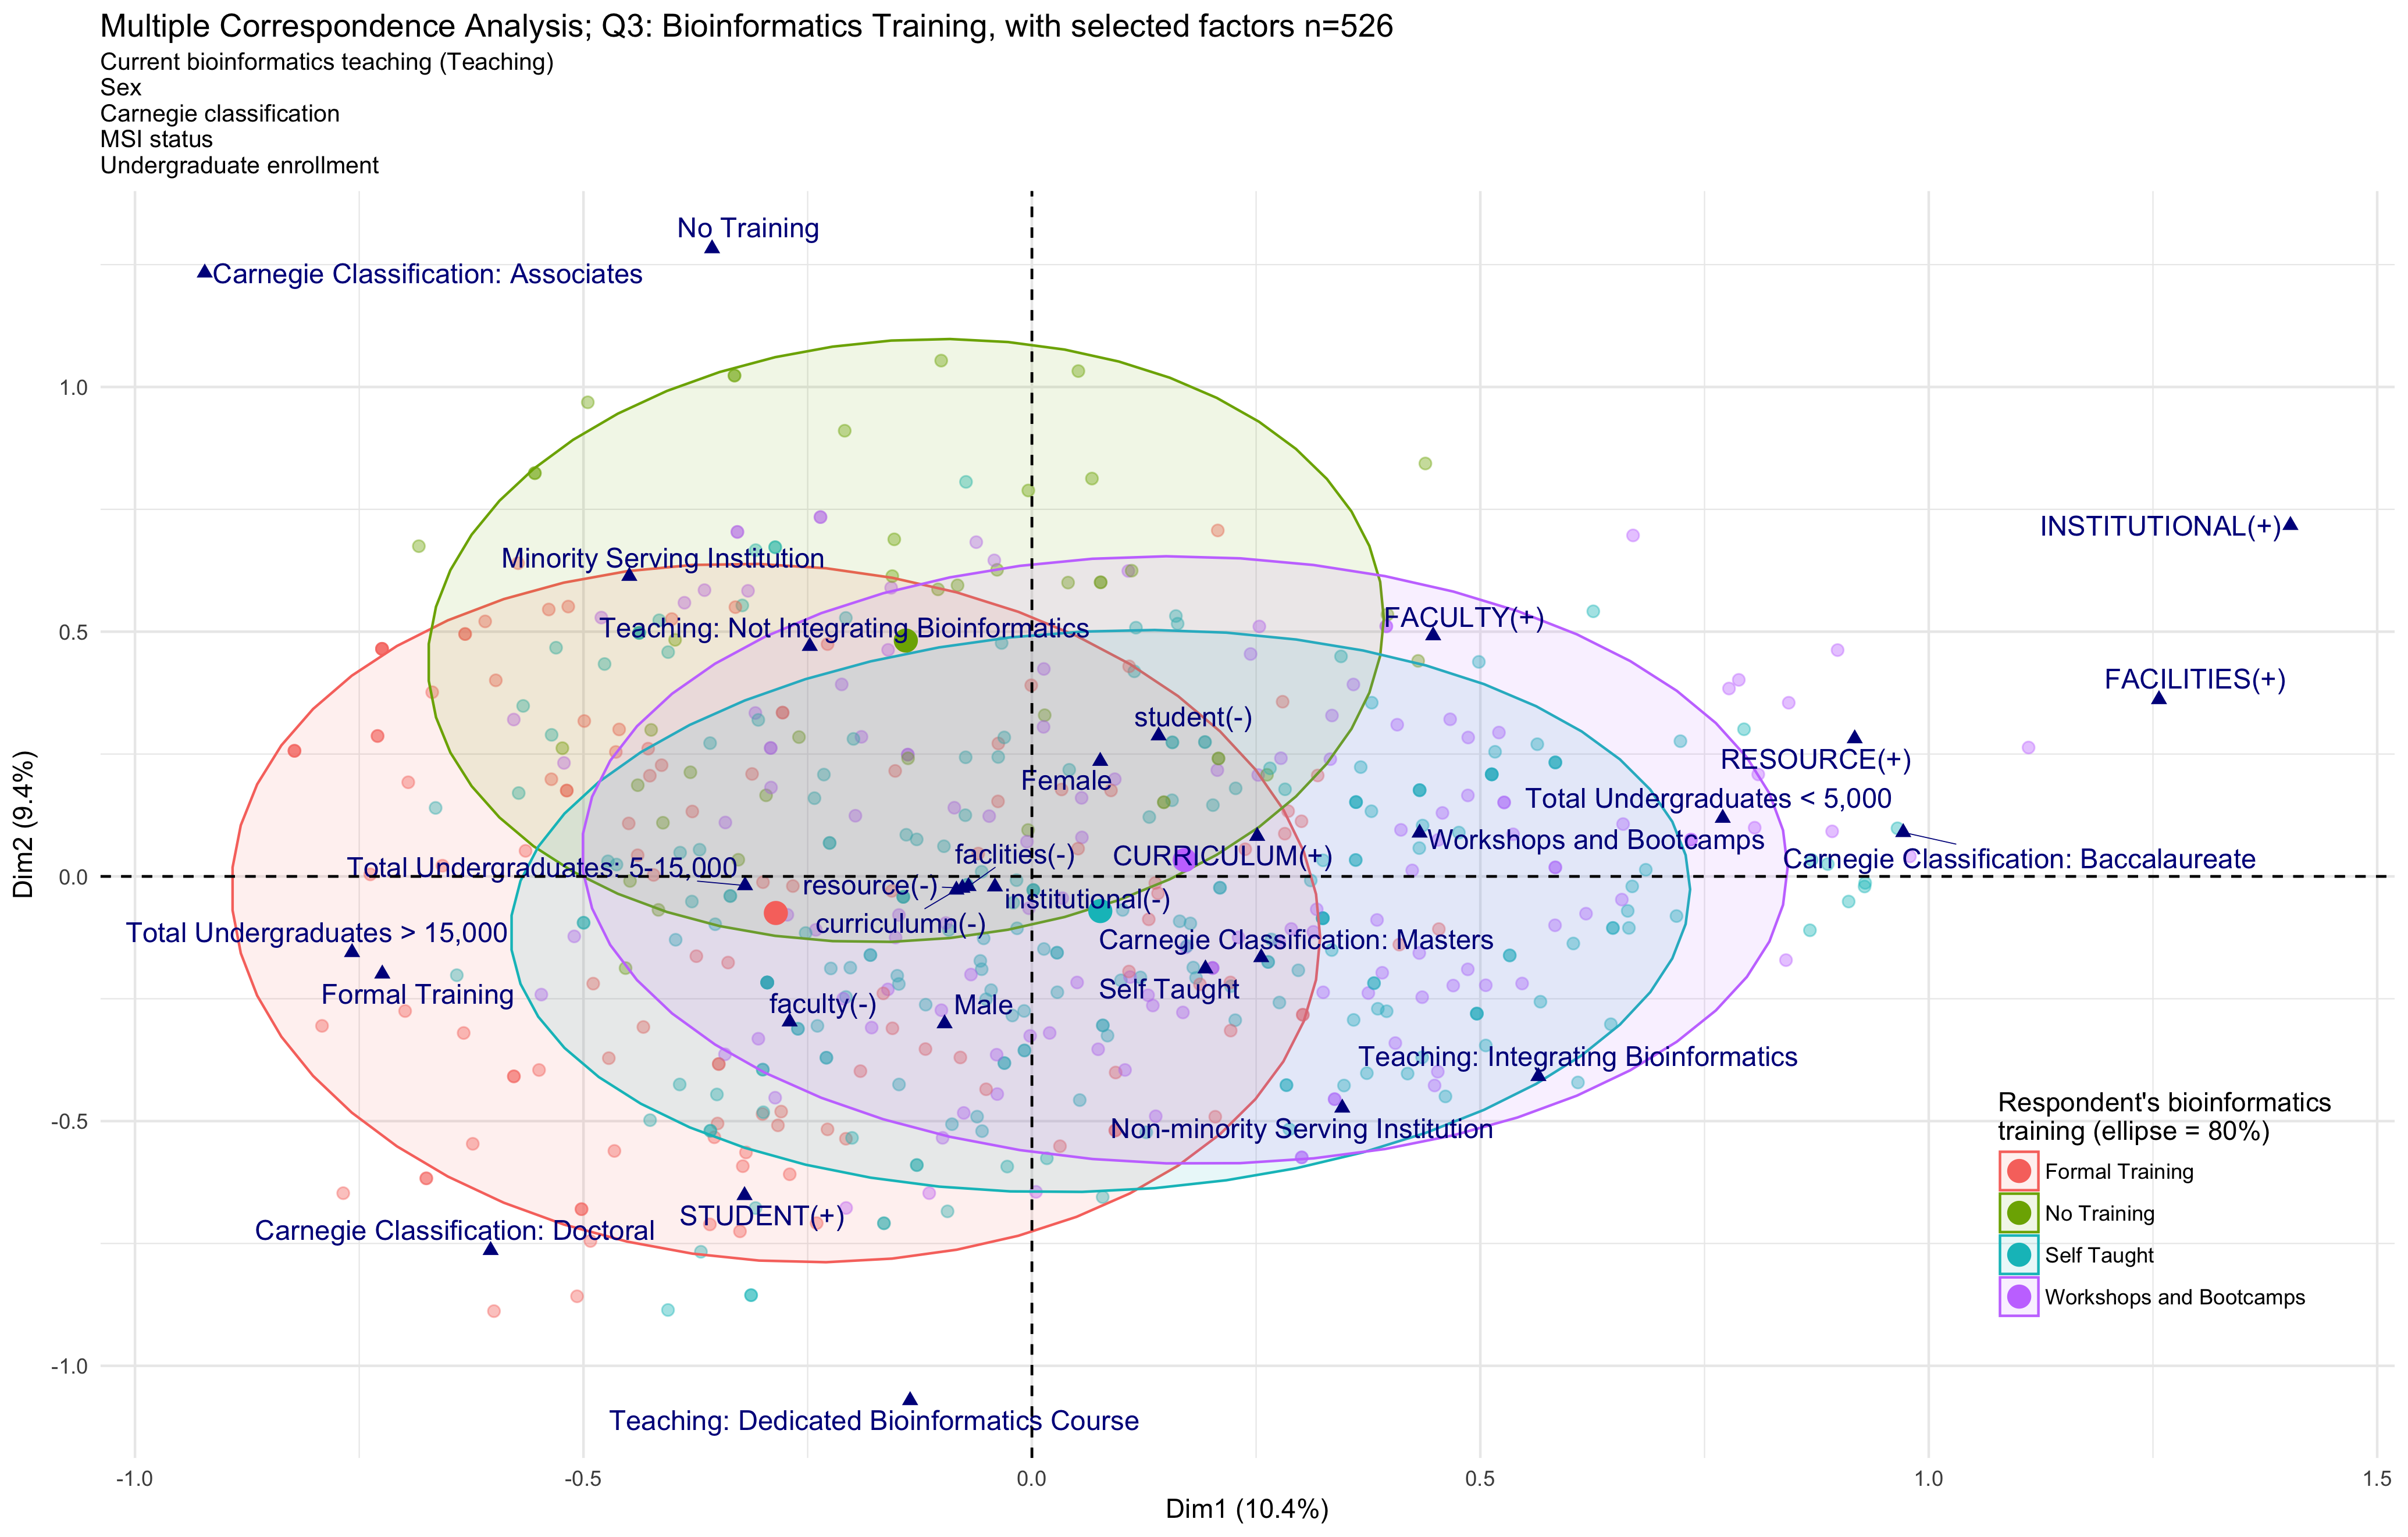 Multiple Correspondence Analysis; Q3: Bioinformatics Training, with selected factors n=526
Current bioinformatics teaching (Teaching)
Sex
Carnegie classification
MSI status
Undergraduate enrollment
No Training
Carnegie Classification: Associates
1.0
INSTITUTIONAL(+)
Minority Serving Institution
FACULTY(+)
Teaching: Not Integrating Bioinformatics
0.5
FACILITIES(+)
student(-)
RESOURCE(+)
Female
Total Undergraduates < 5,000
Workshops and Bootcamps
faclities(-)
CURRICULUM(+)
Carnegie Classification: Baccalaureate
Total Undergraduates: 5-15,000
0.0
resource(-)
institutional(-)
curriculumn(-)
Total Undergraduates > 15,000
Carnegie Classification: Masters
Self Taught
Formal Training
faculty(-)
Male
Teaching: Integrating Bioinformatics
-0.5
Non-minority Serving Institution
STUDENT(+)
Carnegie Classification: Doctoral
-1.0
Teaching: Dedicated Bioinformatics Course
Dim2 (9.4%)
-1.0
-0.5
0.0
0.5
1.0
1.5
Dim1 (10.4%)
Respondent's bioinformatics
training (ellipse = 80%)
Formal Training
No Training
Self Taught
Workshops and Bootcamps